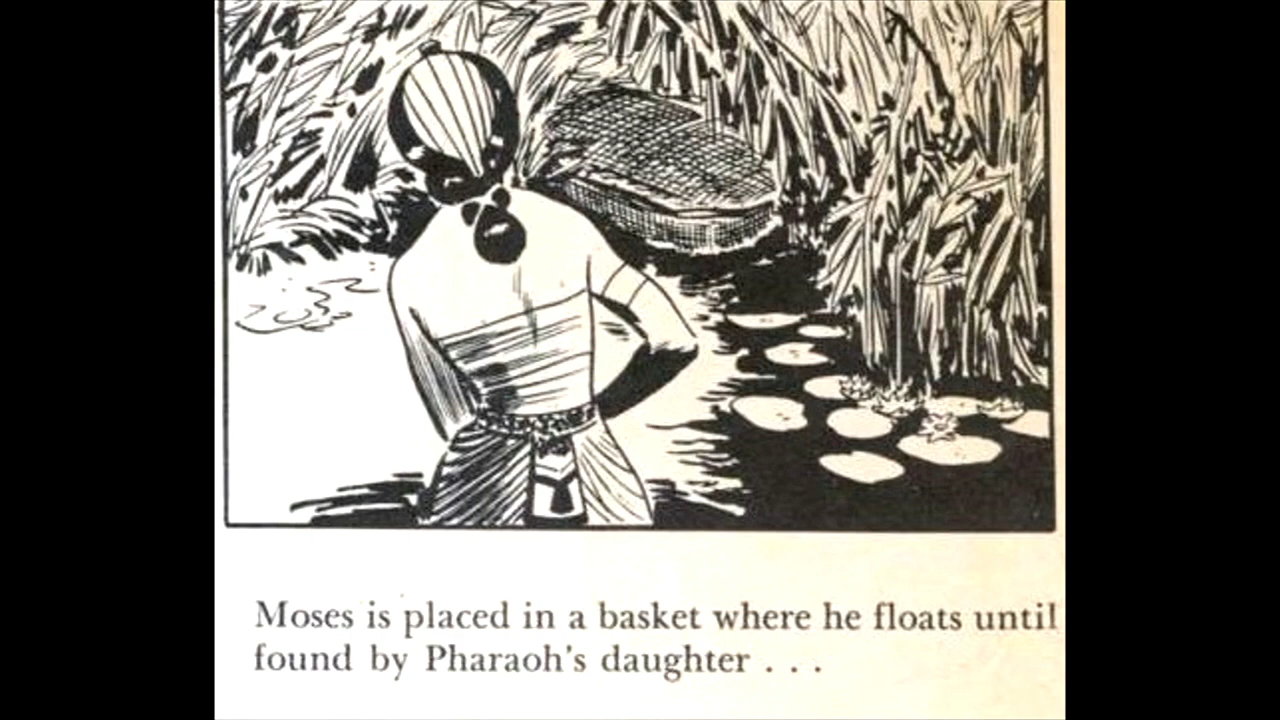 Moses is placed in a basket where he floats until
found by Pharaoh's daughter . . .